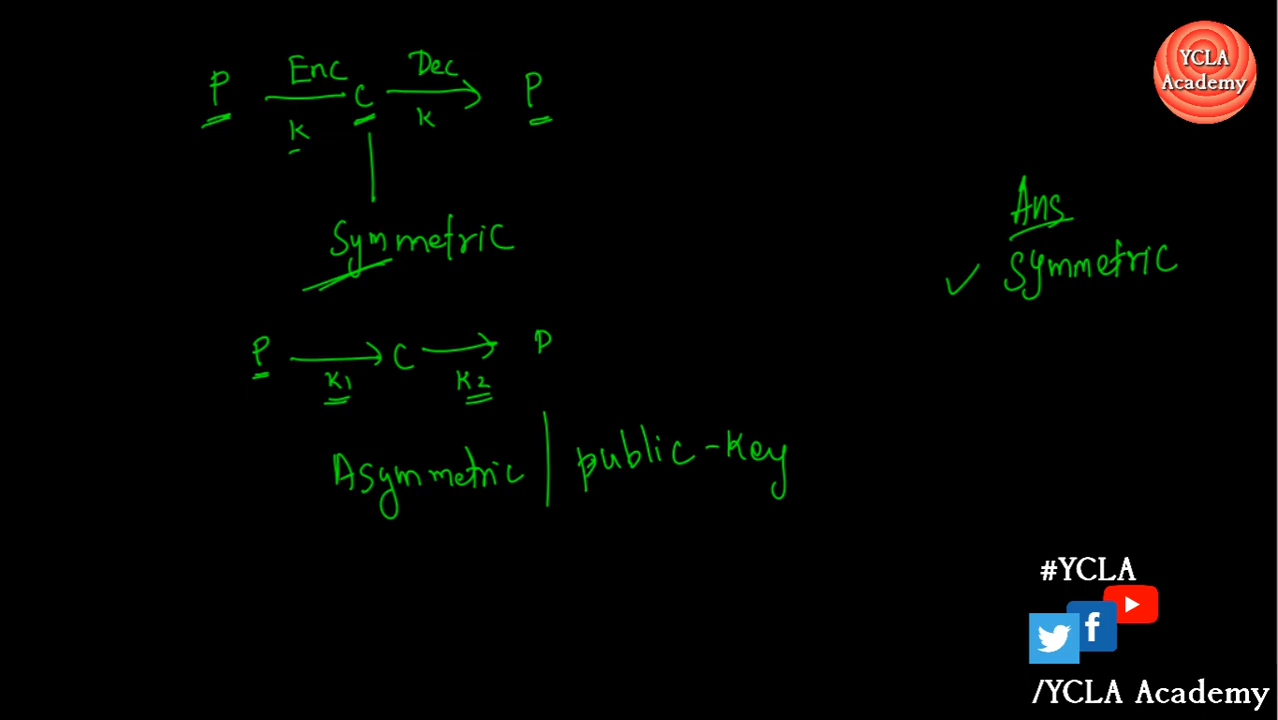 Enc Dec
P C P
K K
Symmetric
P C P
K1 K2
Asymmetric | public-key
Ans
✓ Symmetric
YCLA
Academy
#YCLA
f
/YCLA Academy